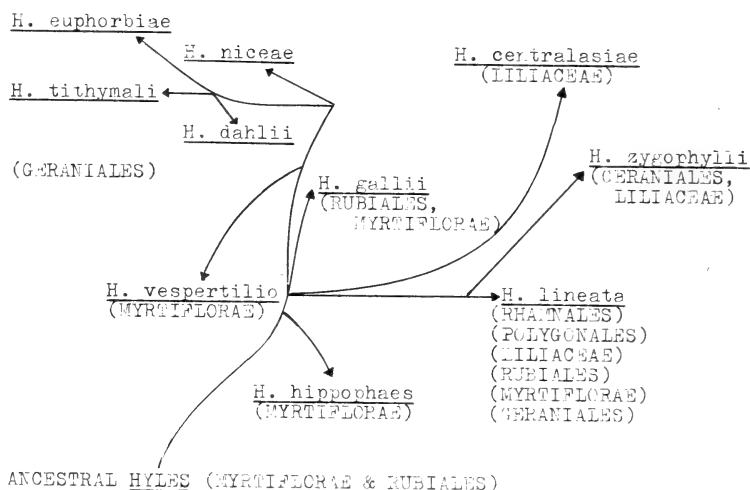 H. euphorbiae
H. niceae
H. centralasiae
(LILIACEAE)
H. tithymali
H. dahlii
(GERANIALES)
H. zygophylli
(GERANIALES,
LILIACEAE)
H. gallii
(RUBIALES,
MYRTIFLORAE)
H. vespertilio
(MYRTIFLORAE)
H. lineata
(RHAMNALES)
(POLYGONALES)
(LILIACEAE)
(RUBIALES)
(MYRTIFLORAE)
(GERANIALES)
H. hippophaes
(MYRTIFLORAE)
ANCESTRAL HYLES (MYRTIFLORAE & RUBIALES)